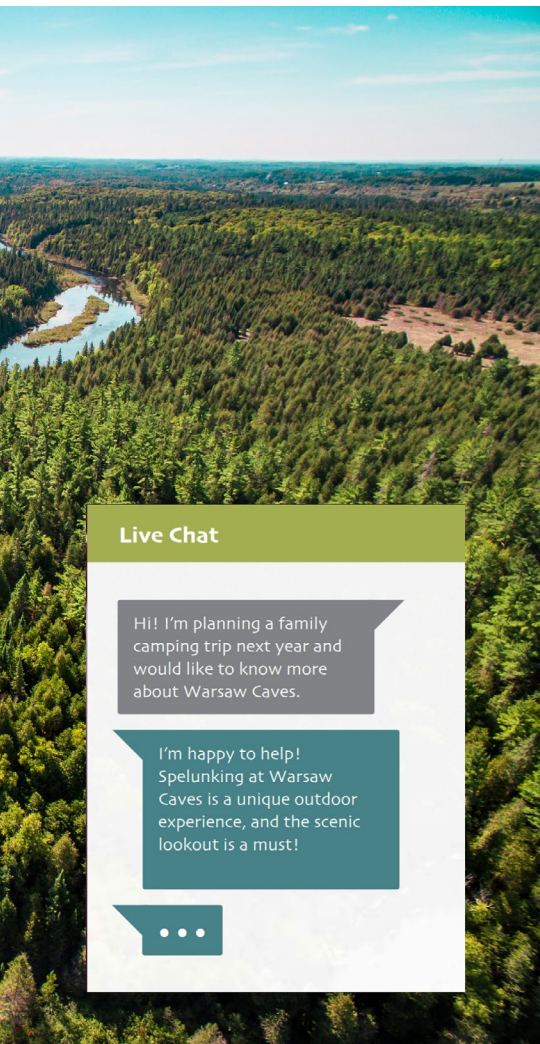 Live Chat
Hi! I'm planning a family
camping trip next year and
would like to know more
about Warsaw Caves.
I'm happy to help!
Spelunking at Warsaw
Caves is a unique outdoor
experience, and the scenic
lookout is a must!